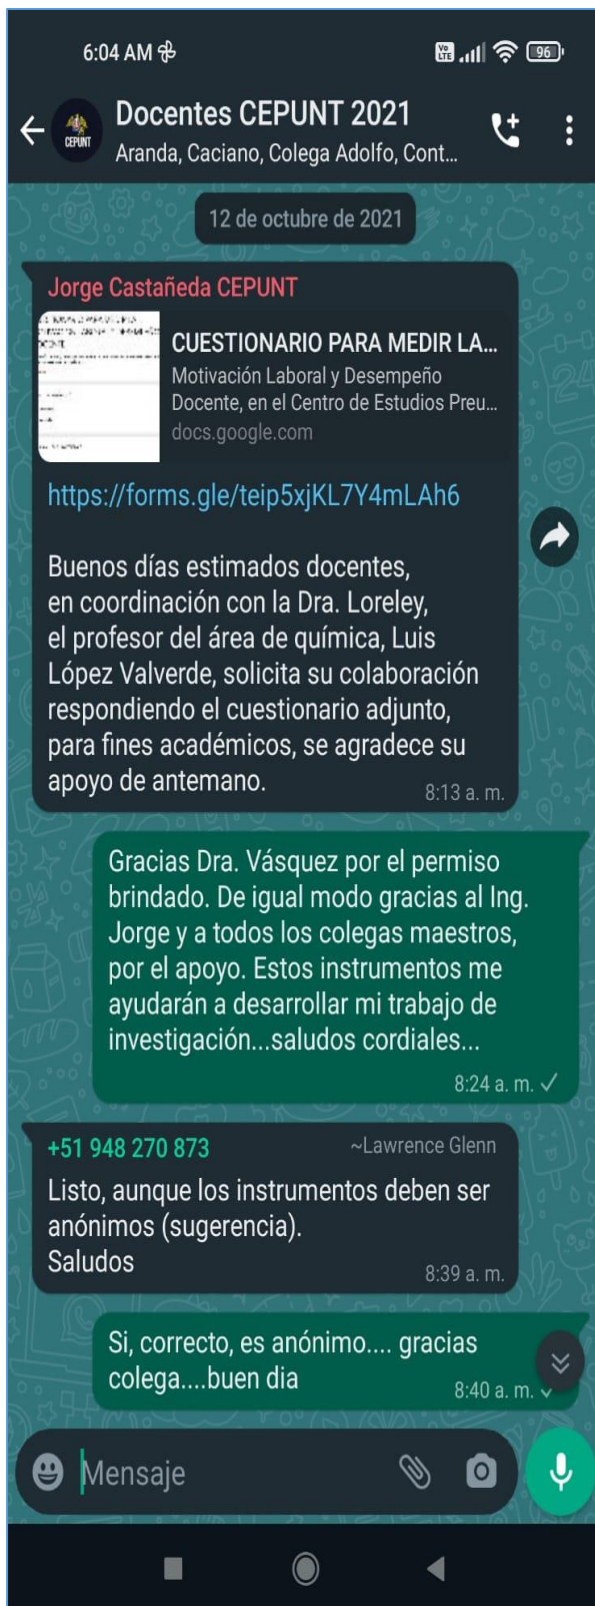 6:04 AM
Vo LTE
96
Docentes CEPUNT 2021
Aranda, Caciano, Colega Adolfo, Cont...
CEPUNT
12 de octubre de 2021
Jorge Castañeda CEPUNT
CUESTIONARIO PARA MEDIR LA...
Motivación Laboral y Desempeño
Docente, en el Centro de Estudios Preu...
docs.google.com
https://forms.gle/teip5xjKL7Y4mLAh6
Buenos días estimados docentes,
en coordinación con la Dra. Loreley,
el profesor del área de química, Luis
López Valverde, solicita su colaboración
respondiendo el cuestionario adjunto,
para fines académicos, se agradece su
apoyo de antemano.
8:13 a. m.
Gracias Dra. Vásquez por el permiso
brindado. De igual modo gracias al Ing.
Jorge y a todos los colegas maestros,
por el apoyo. Estos instrumentos me
ayudarán a desarrollar mi trabajo de
investigación...saludos cordiales...
8:24 a. m.
+51 948 270 873 ~Lawrence Glenn
Listo, aunque los instrumentos deben ser
anónimos (sugerencia).
Saludos
8:39 a. m.
Si, correcto, es anónimo.... gracias
colega....buen dia
8:40 a. m.
Mensaje